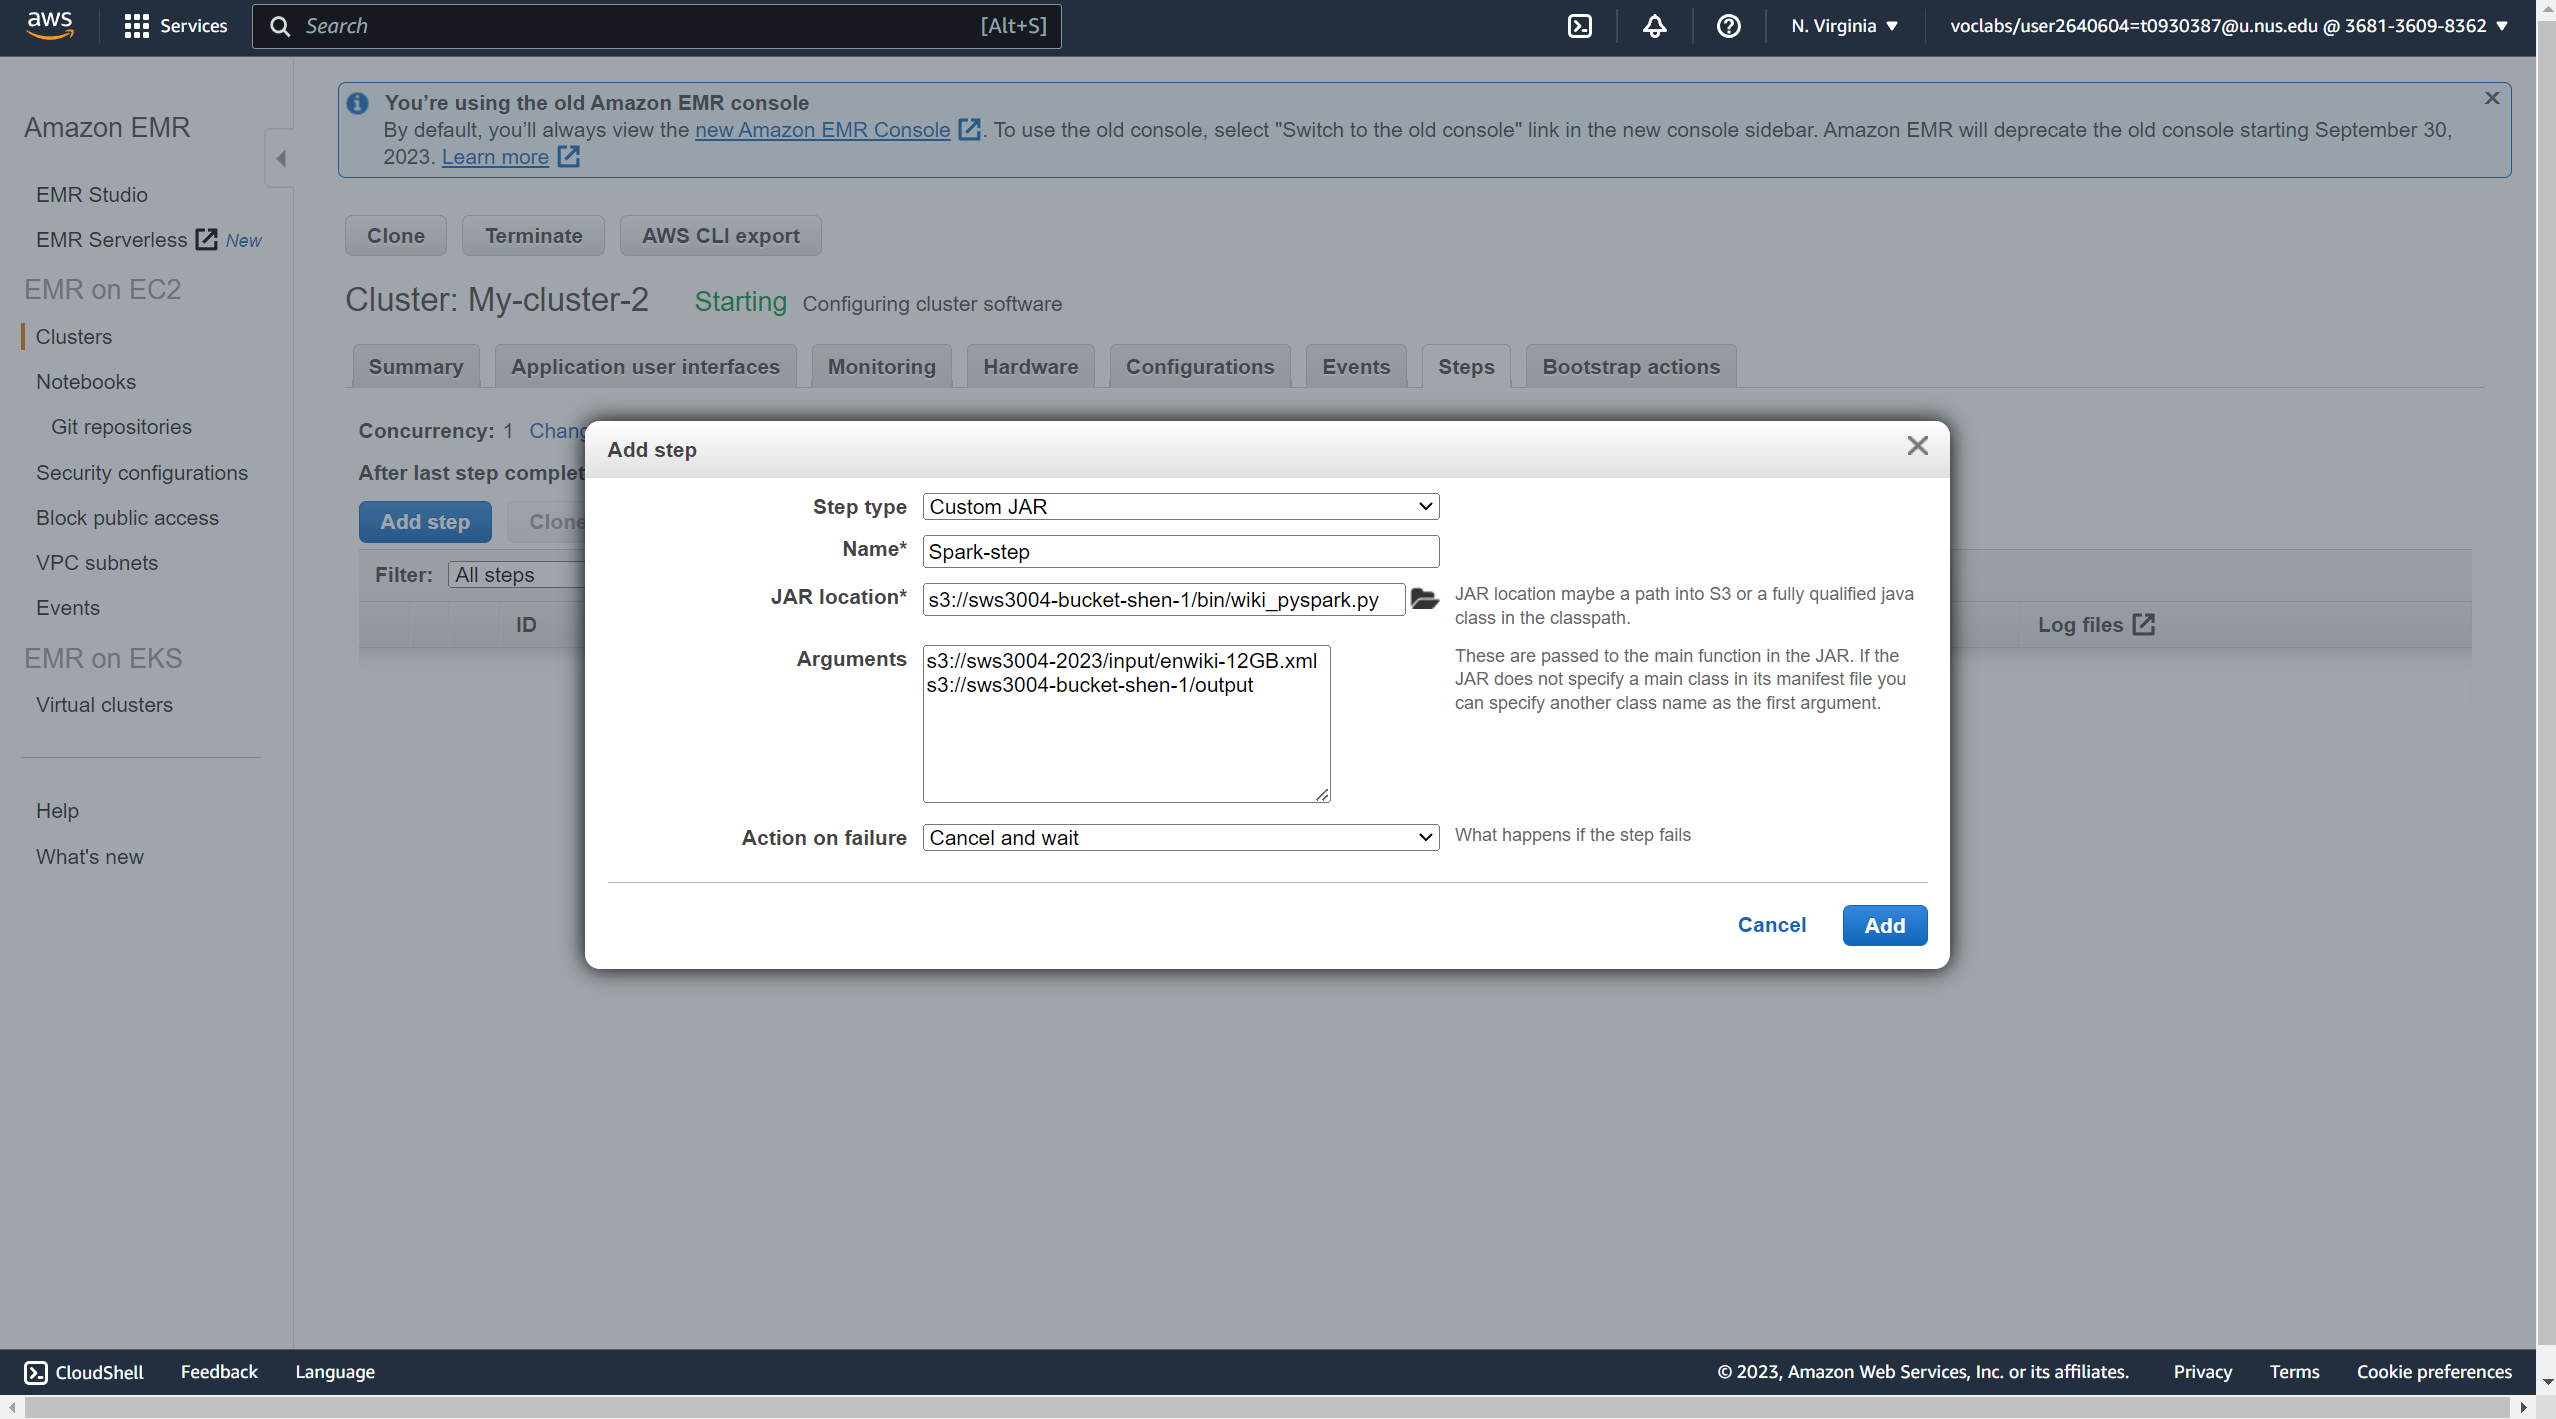 aws
Services
Search
[Alt+S]
N. Virginia
voclabs/user2640604=t0930387@u.nus.edu @ 3681-3609-8362
Amazon EMR
EMR Studio
EMR Serverless New
EMR on EC2
Clusters
Notebooks
Git repositories
Security configurations
Block public access
VPC subnets
Events
EMR on EKS
Virtual clusters
Help
What's new
You’re using the old Amazon EMR console
By default, you’ll always view the new Amazon EMR Console. To use the old console, select "Switch to the old console" link in the new console sidebar. Amazon EMR will deprecate the old console starting September 30,
2023. Learn more
Clone
Terminate
AWS CLI export
Cluster: My-cluster-2
Starting
Configuring cluster software
Summary
Application user interfaces
Monitoring
Hardware
Configurations
Events
Steps
Bootstrap actions
Concurrency: 1
After last step
Add step
Filter: All steps
ID
Log files
Add step
Step type Custom JAR
Name* Spark-step
JAR location* s3://sws3004-bucket-shen-1/bin/wiki_pyspark.py
JAR location maybe a path into S3 or a fully qualified java
class in the classpath.
Arguments s3://sws3004-2023/input/enwiki-12GB.xml
s3://sws3004-bucket-shen-1/output
These are passed to the main function in the JAR. If the
JAR does not specify a main class in its manifest file you
can specify another class name as the first argument.
Action on failure Cancel and wait
What happens if the step fails
Cancel
Add
CloudShell
Feedback
Language
© 2023, Amazon Web Services, Inc. or its affiliates.
Privacy
Terms
Cookie preferences